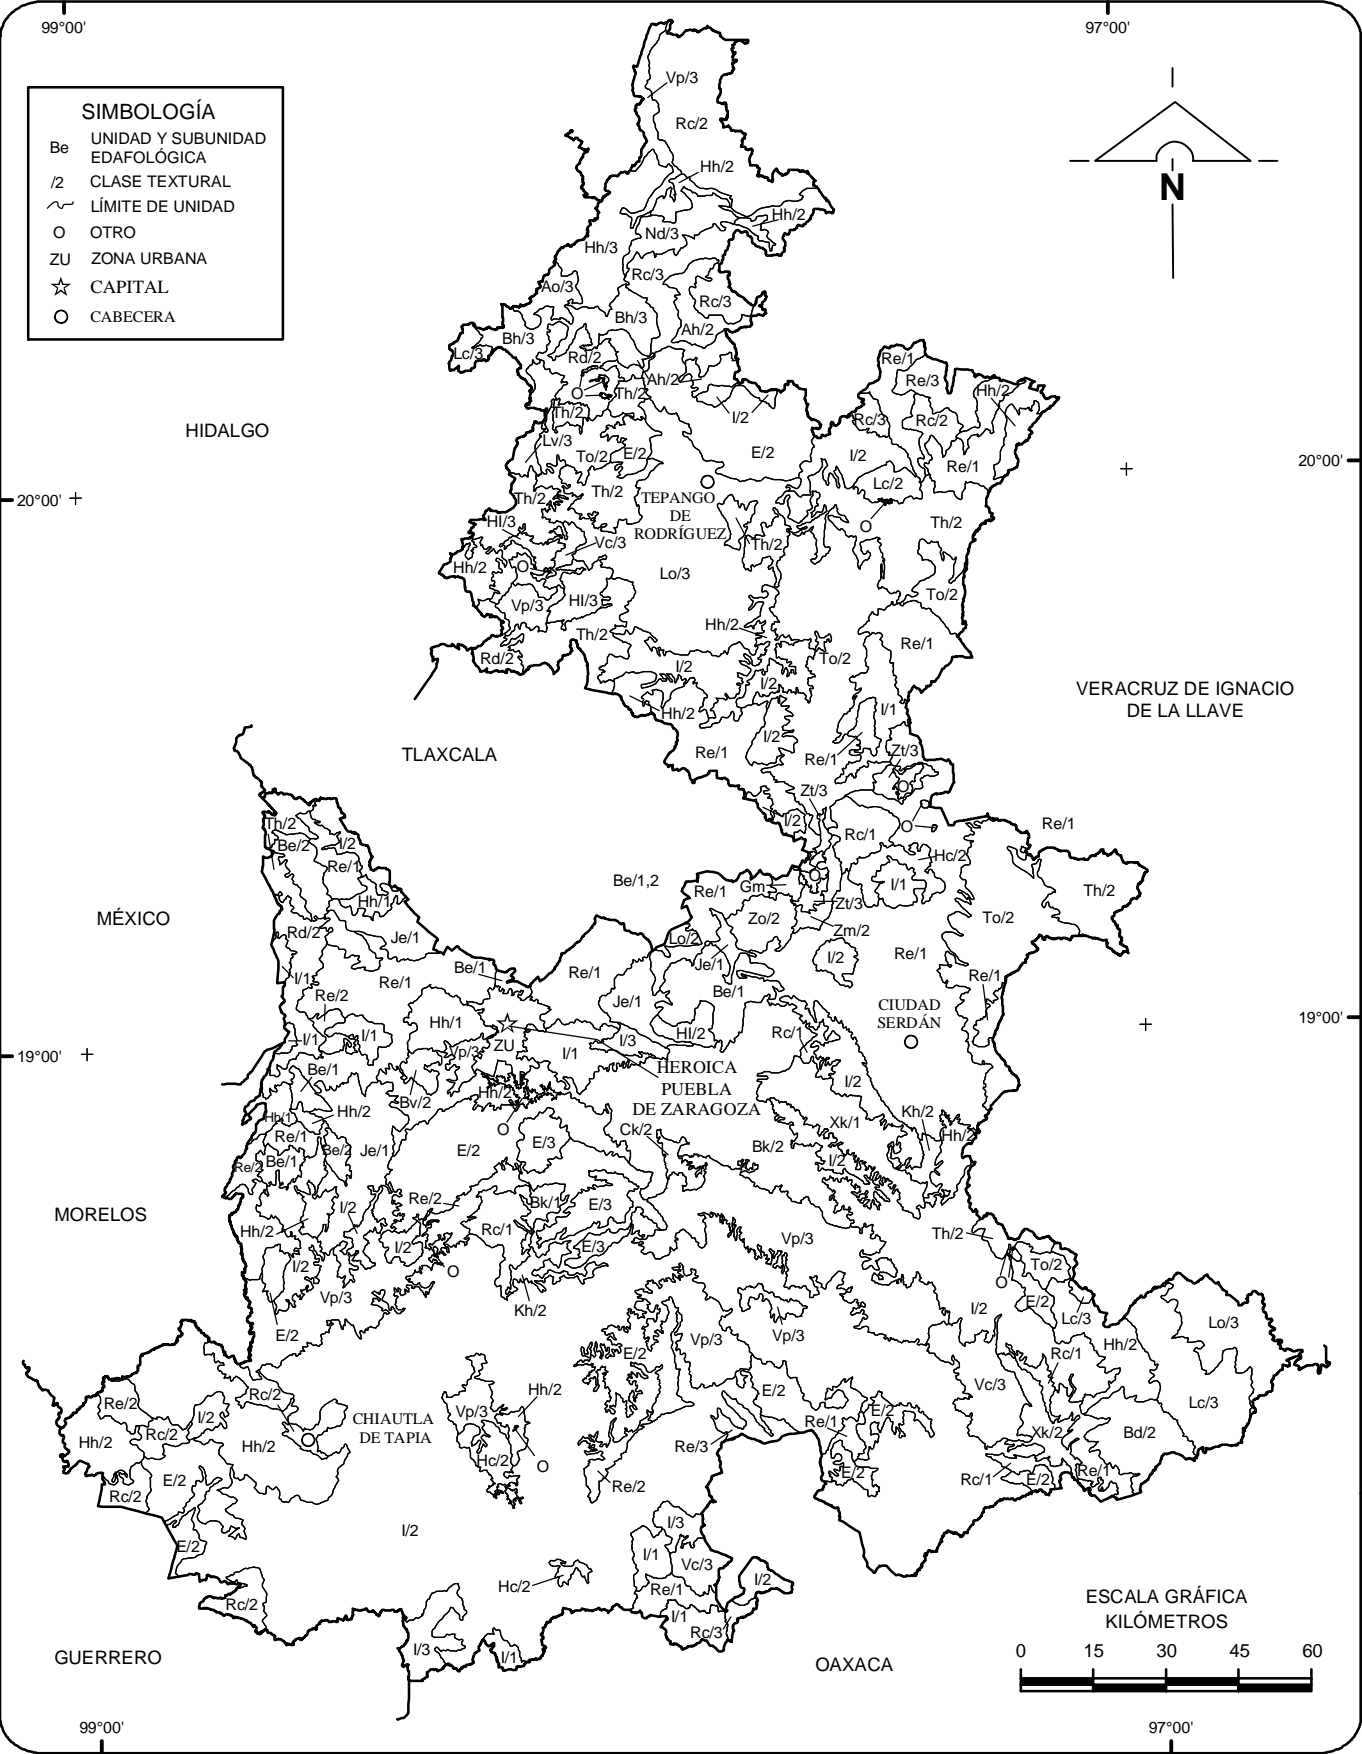 99°00'
97°00'
SIMBOLOGÍA
Be UNIDAD Y SUBUNIDAD
EDAFOLÓGICA
/2 CLASE TEXTURAL
LÍMITE DE UNIDAD
O OTRO
ZU ZONA URBANA
CAPITAL
CABECERA
N
Vp/3
Rc/2
Hh/2
Hh/2
Nd/3
Hh/3
Rc/3
Ao/3
Rc/3
Bh/3
Ah/2
Bh/3
Lc/3
Rd/2
Re/1
Ah/2
Re/3
Hh/2
O
Th/2
Th/2
I/2
Rc/3
Rc/2
HIDALGO
Lv/3
To/2
E/2
E/2
I/2
Re/1
20°00'
Lc/2
20°00'
Th/2
Th/2
TEPANGO
DE
RODRÍGUEZ
Hl/3
O
Th/2
Vc/3
Th/2
Hh/2
O
Lo/3
Vp/3
Hl/3
To/2
Hh/2
Th/2
Re/1
Rd/2
I/2
To/2
I/2
VERACRUZ DE IGNACIO
DE LA LLAVE
Hh/2
I/1
I/2
TLAXCALA
Re/1
Re/1
Zt/3
O
Zt/3
Th/2
I/2
O
Re/1
Be/2
I/2
Rc/1
Re/1
Hc/2
O
Be/1,2
Re/1
Gm
I/1
Th/2
Hh/1
Zt/3
MÉXICO
Zo/2
To/2
Rd/2
Je/1
Lo/2
Zm/2
I/2
Re/1
Je/1
I/1
Re/1
Be/1
Re/1
Re/1
Re/2
Be/1
Je/1
CIUDAD
SERDÁN
Hh/1
19°00'
I/1
I/1
I/3
Hl/2
Rc/1
Vp/3
ZU
I/1
19°00'
HEROICA
PUEBLA
DE ZARAGOZA
Be/1
I/2
Hh/2
Bv/2
Hh/2
Kh/2
Hb/1
Xk/1
Hh/2
Re/1
O
Ck/2
Be/2
Je/1
E/2
E/3
Bk/2
Re/2
Be/1
I/2
MORELOS
I/2
Re/2
Bk/1
E/3
Hh/2
Rc/1
Th/2
I/2
E/3
Vp/3
I/2
O
O
To/2
Vp/3
O
Kh/2
I/2
E/2
Lc/3
E/2
Vp/3
Vp/3
Hh/2
Lo/3
E/2
Rc/1
Rc/2
Hh/2
E/2
Vc/3
Re/2
Lc/3
I/2
CHIAUTLA
DE TAPIA
Vp/3
Re/1
E/2
Rc/2
Hh/2
Hh/2
Re/3
Xk/2
Bd/2
Hc/2
O
E/2
Re/1
E/2
Rc/1
E/2
Rc/2
Re/2
I/2
I/3
E/2
I/1
Vc/3
Hc/2
Re/1
I/2
ESCALA GRÁFICA
KILÓMETROS
Rc/2
I/1
Rc/3
GUERRERO
I/3
I/1
OAXACA
0 15 30 45 60
99°00'
97°00'